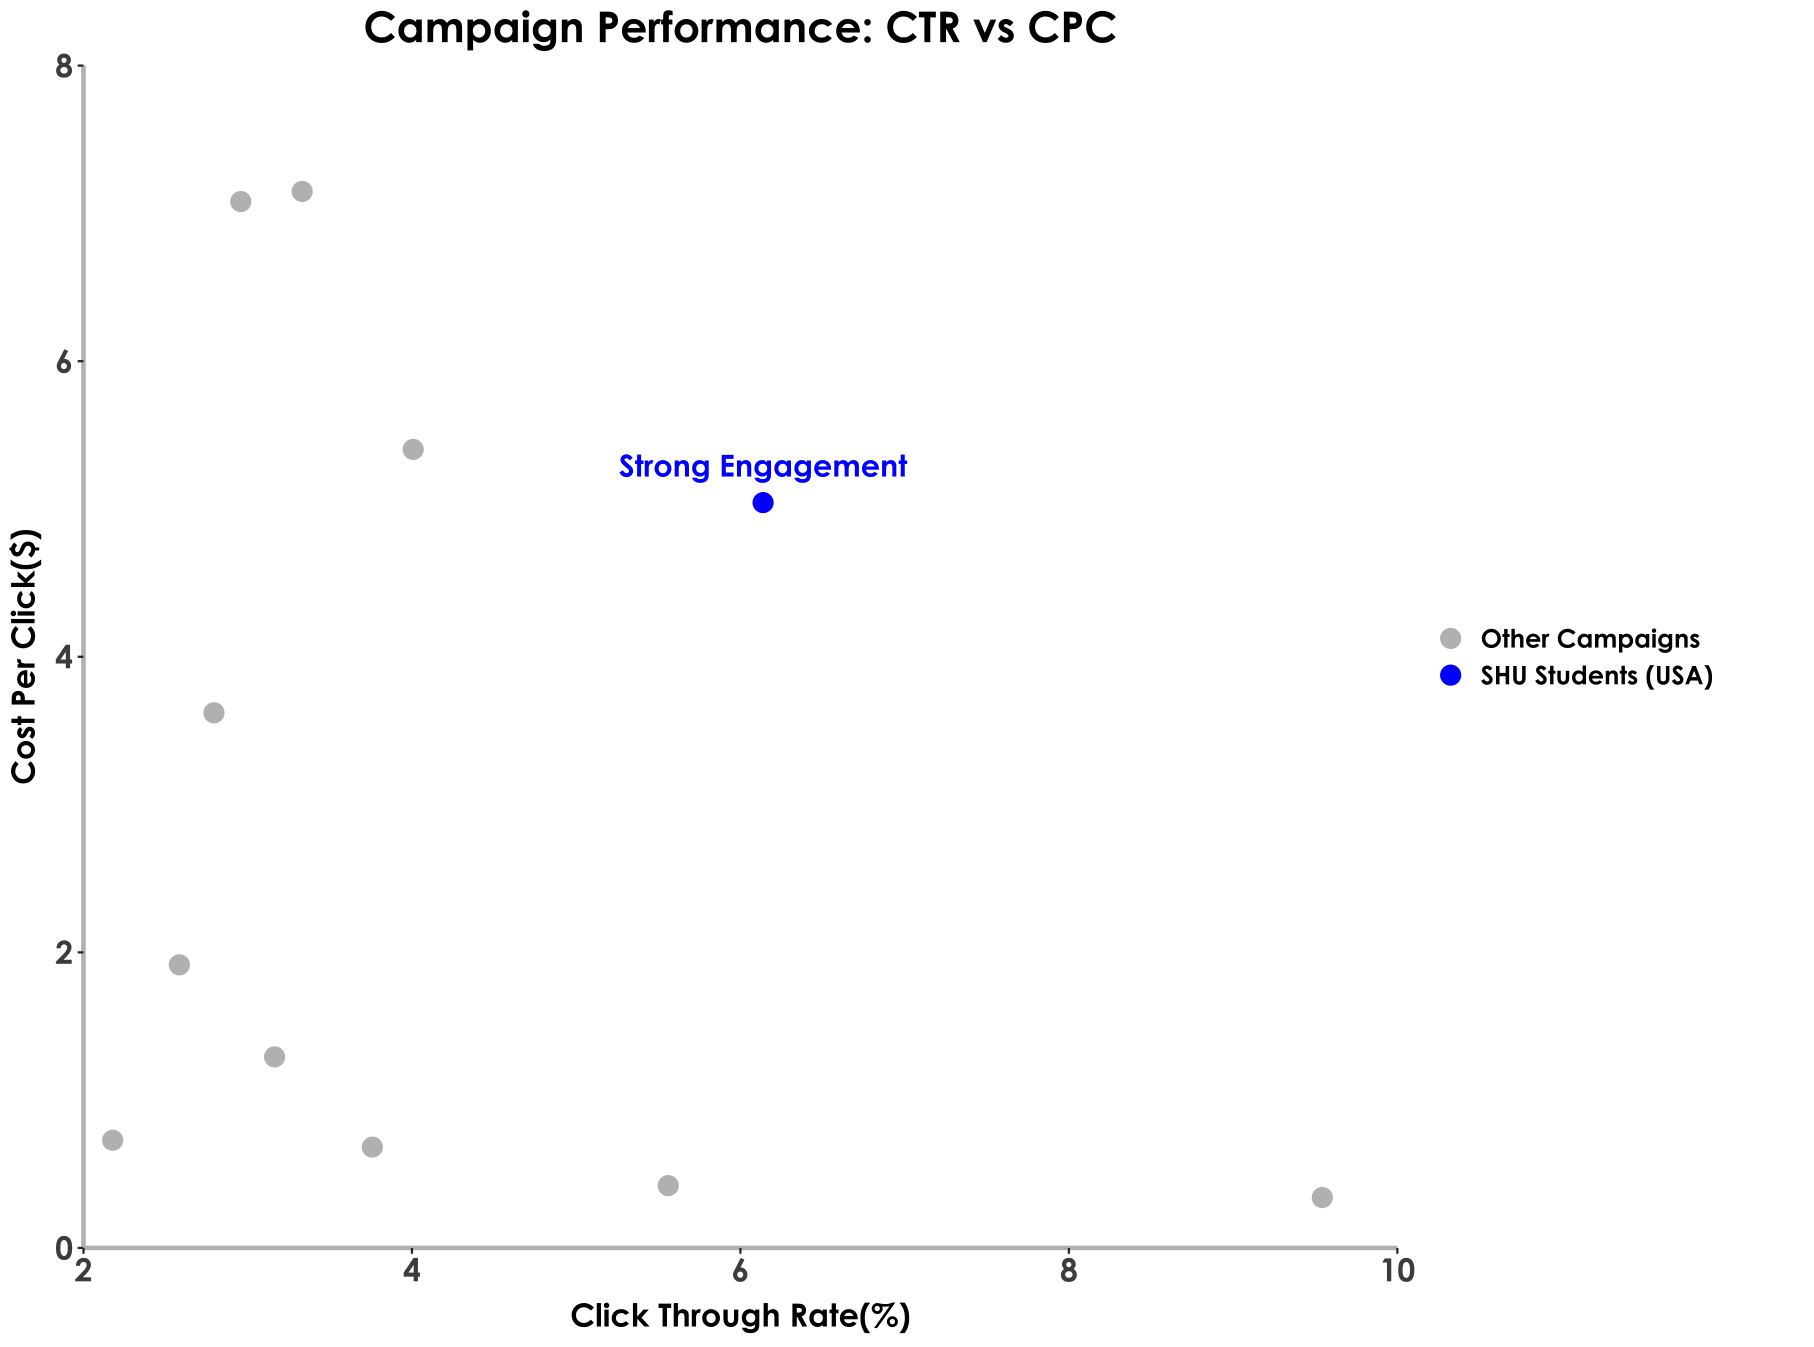 Campaign Performance: CTR vs CPC
8
6
4
2
0
Cost Per Click($)
Strong Engagement
Other Campaigns
SHU Students (USA)
2 4 6 8 10
Click Through Rate(%)